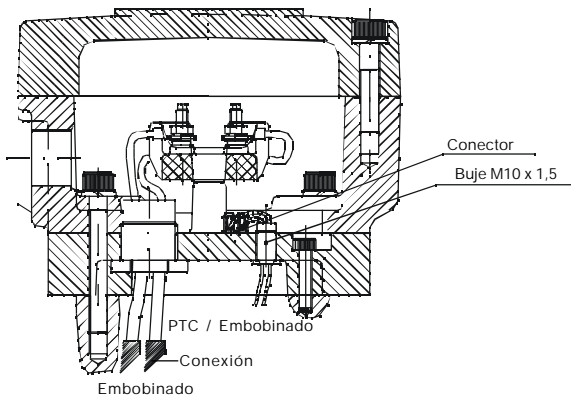 Conector
Buje M10 x 1,5
PTC / Embobinado
Conexión
Embobinado